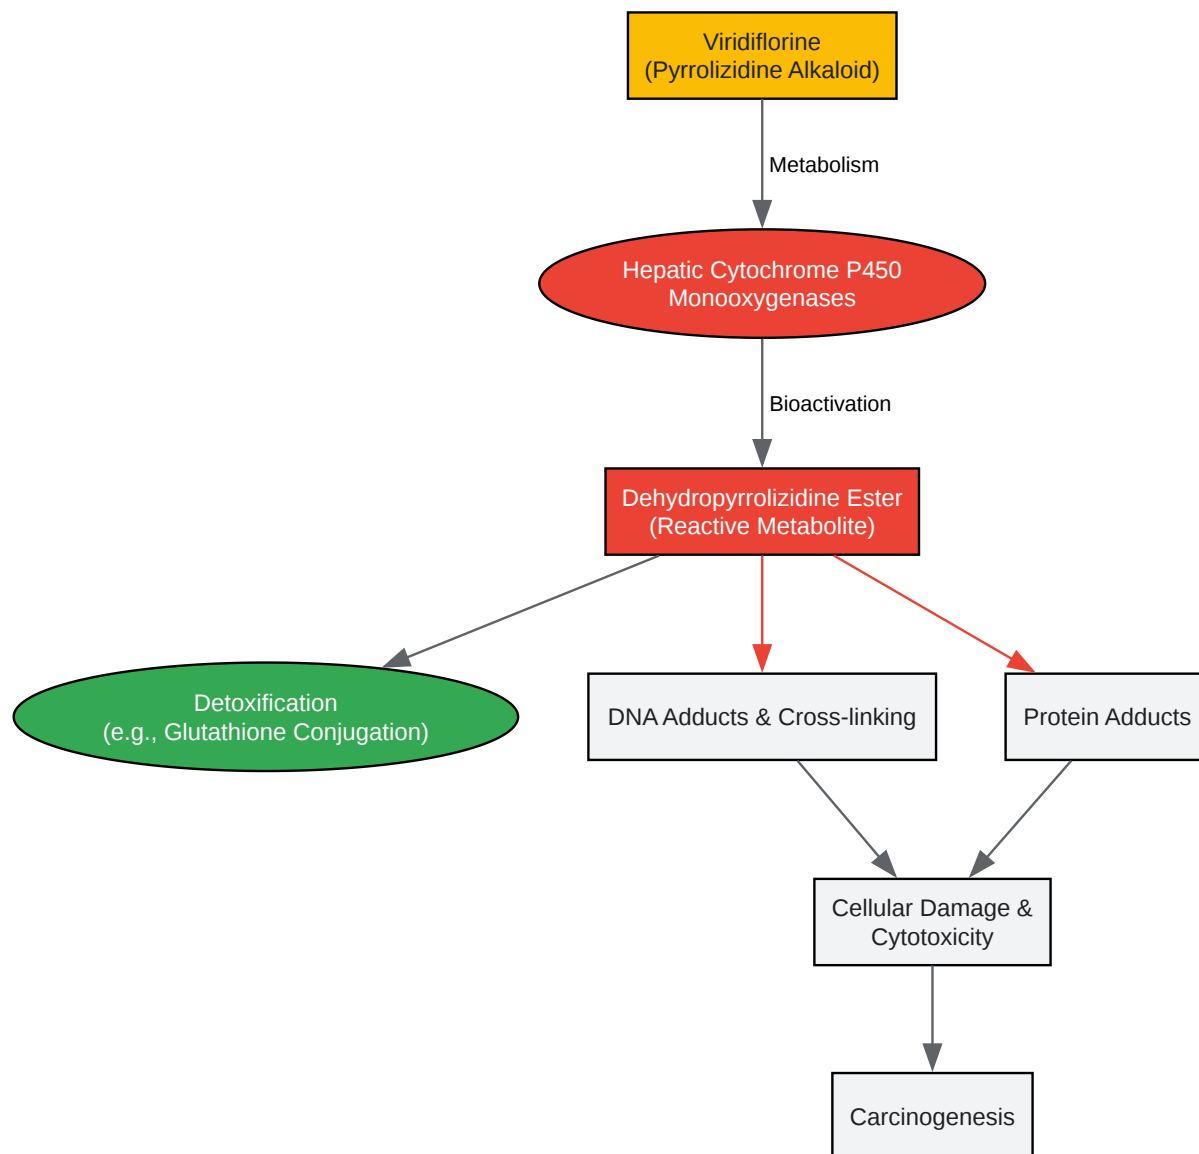 Viridiflorine
(Pyrrolizidine Alkaloid)
Metabolism
Hepatic Cytochrome P450
Monooxygenases
Bioactivation
Dehydropyrrolizidine Ester
(Reactive Metabolite)
Detoxification
(e.g., Glutathione Conjugation)
DNA Adducts & Cross-linking
Protein Adducts
Cellular Damage &
Cytotoxicity
Carcinogenesis